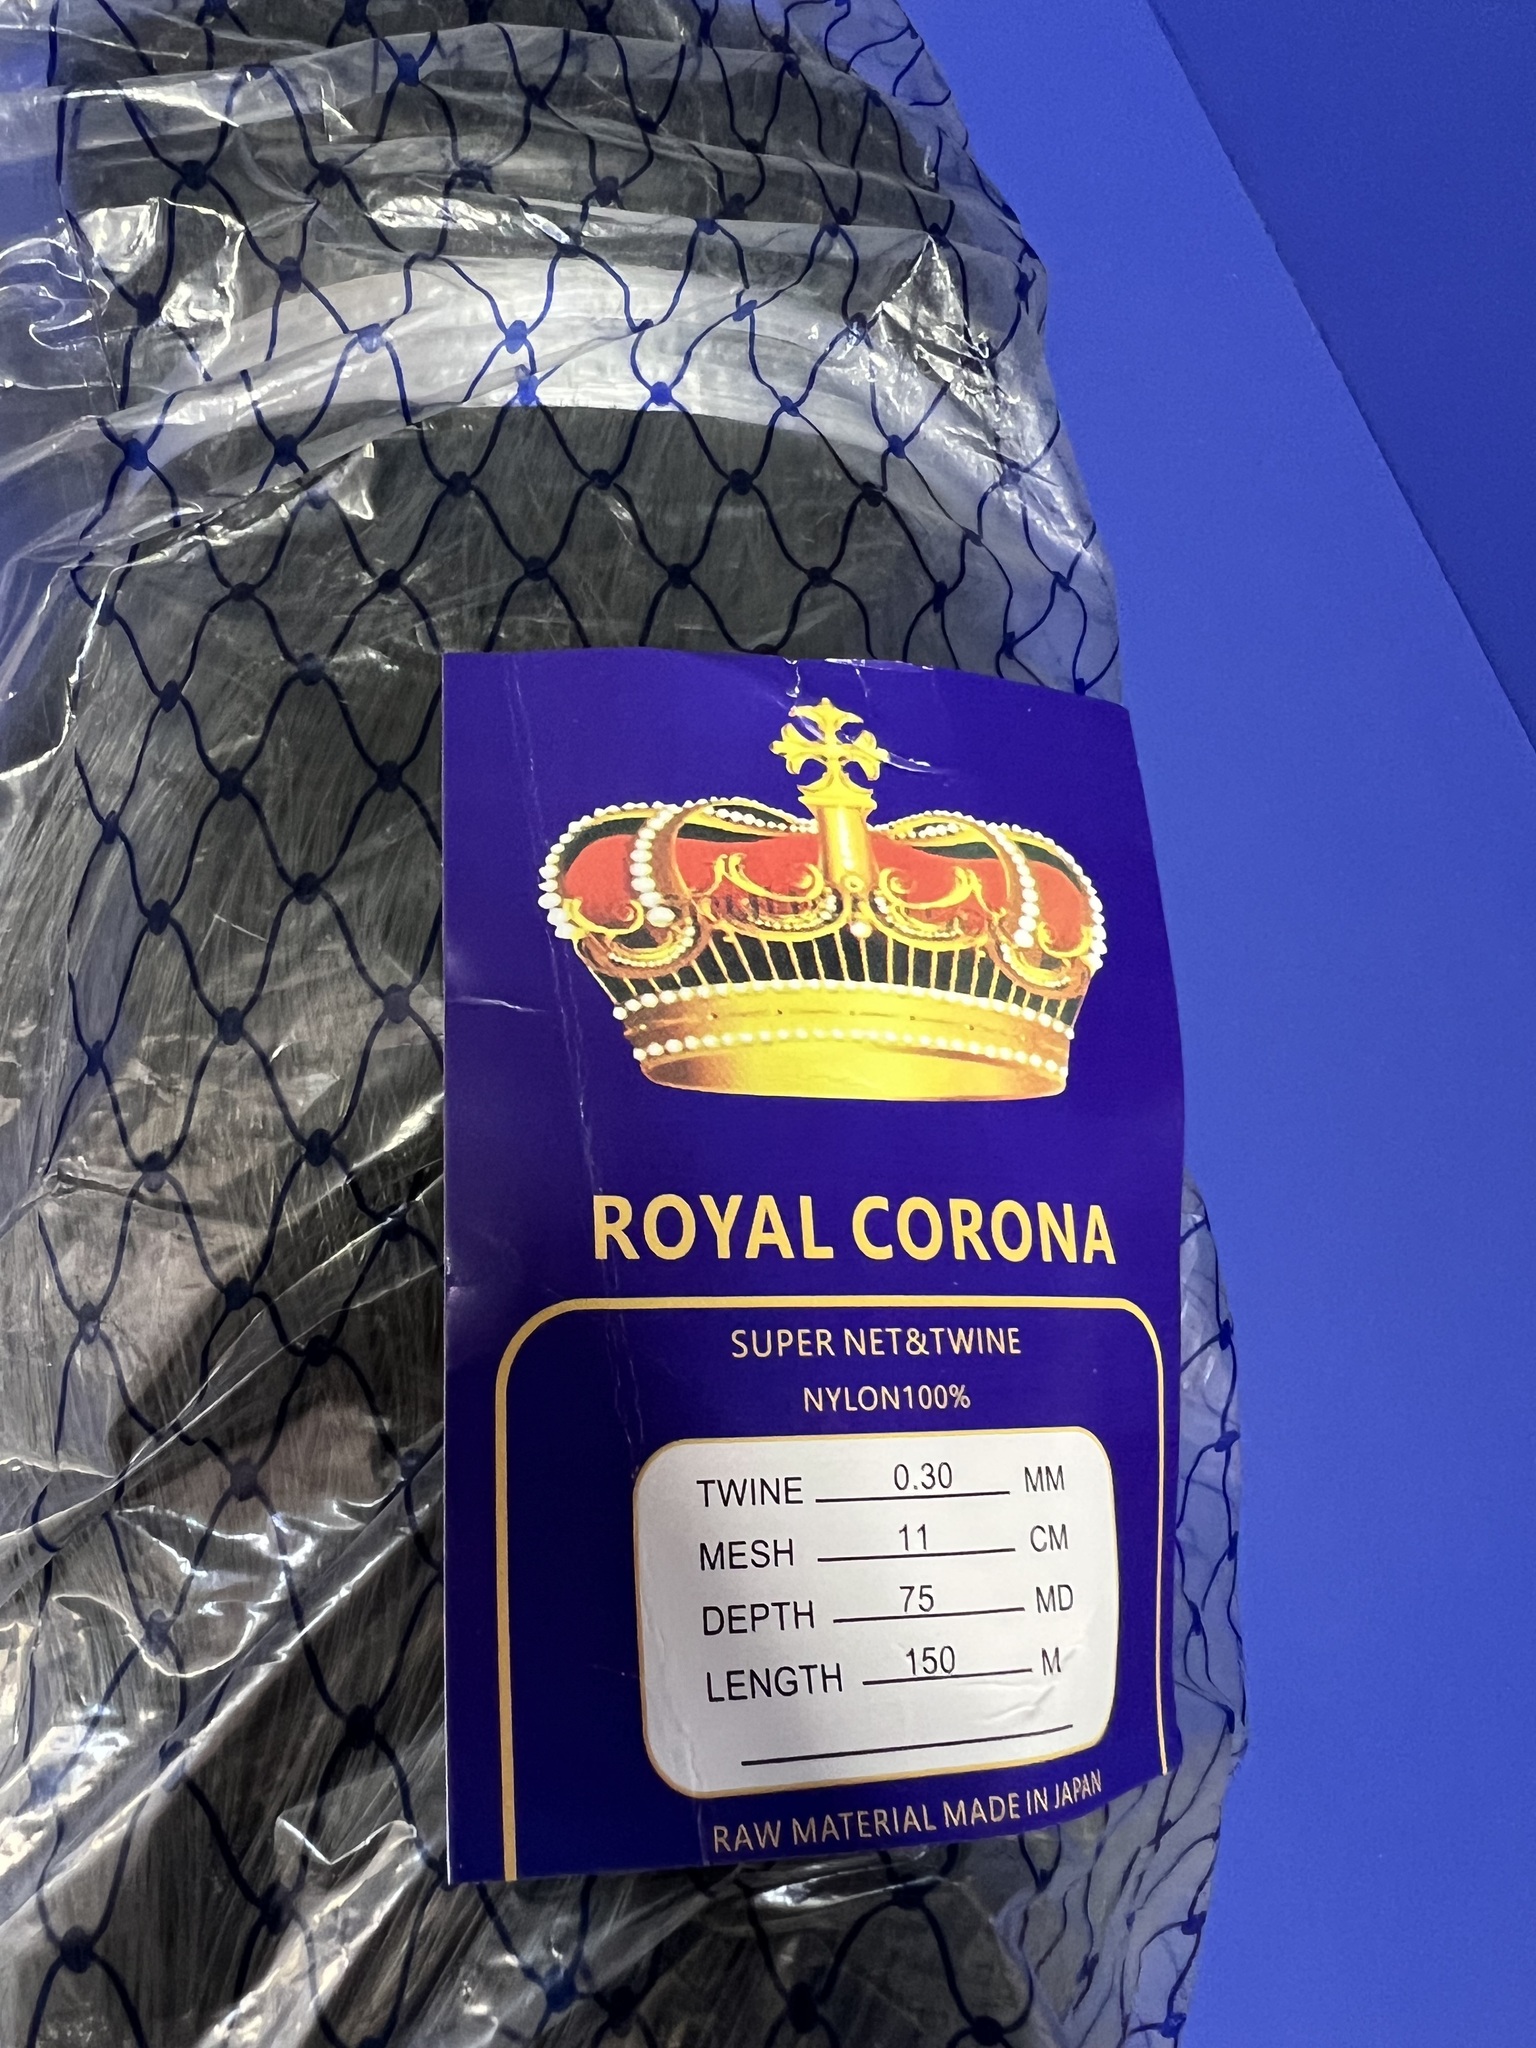 ROYAL CORONA
SUPER NET&TWINE
NYLON100%
TWINE 0.30 MM
MESH 11 CM
DEPTH 75 MD
LENGTH 150 M
RAW MATERIAL MADE IN JAPAN